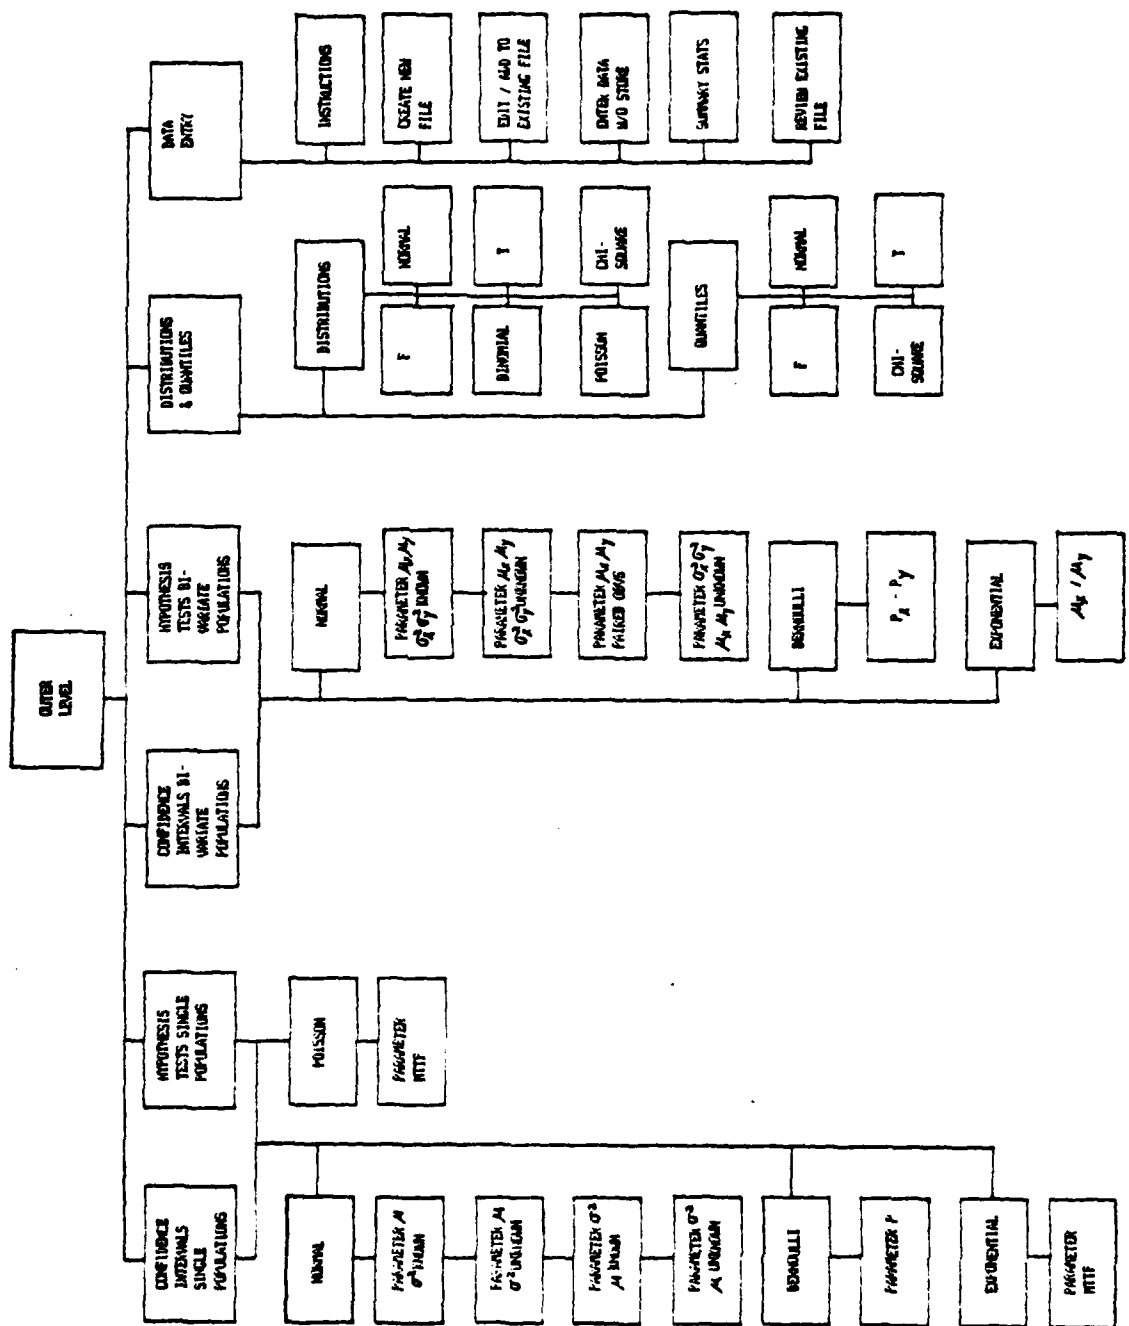 OUTER
LEVEL
CONFIDENCE
INTERVALS
SINGLE
POPULATIONS
HYPOTHESIS
TESTS SINGLE
POPULATIONS
CONFIDENCE
INTERVALS BI-
VARIATE
POPULATIONS
HYPOTHESIS
TESTS BI-
VARIATE
POPULATIONS
DISTRIBUTIONS
& QUANTILES
DATA
ENTRY
NORMAL
PARAMETER μ
σ² KNOWN
PARAMETER μ
σ² UNKNOWN
PARAMETER σ²
μ KNOWN
PARAMETER σ²
μ UNKNOWN
BERNOULLI
PARAMETER P
EXPONENTIAL
PARAMETER
MTTF
POISSON
PARAMETER
MTTF
NORMAL
PARAMETER μx μy
σx² σy² KNOWN
PARAMETER μx μy
σx² σy² UNKNOWN
PARAMETER μx μy
PAIRED OBVS
PARAMETER σx² σy²
μx μy UNKNOWN
BERNOULLI
Px - Py
EXPONENTIAL
μx / μy
DISTRIBUTIONS
F
NORMAL
BINOMIAL
T
POISSON
CHI-
SQUARE
QUANTILES
F
NORMAL
CHI-
SQUARE
T
INSTRUCTIONS
CREATE NEW
FILE
EDIT / ADD TO
EXISTING FILE
ENTER DATA
W/O STORE
SUMMARY STATS
REVIEW EXISTING
FILE